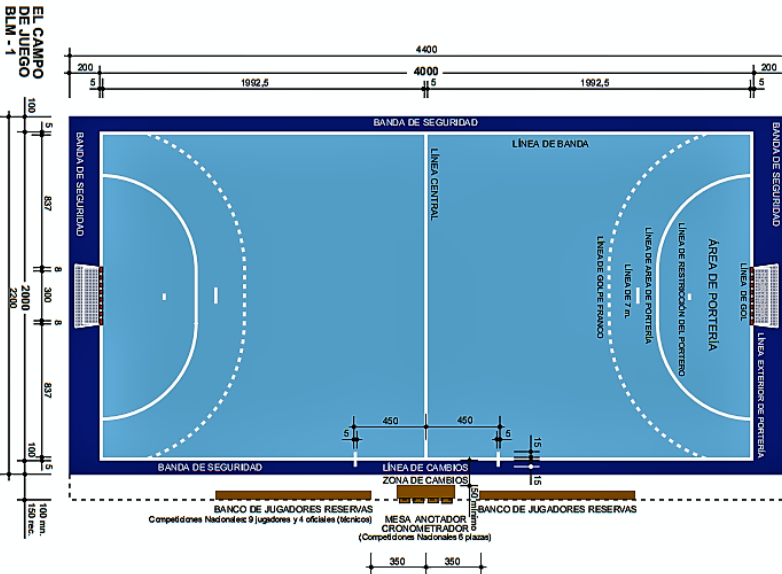 EL CAMPO
DE JUEGO
BLM - 1
4400
200
4000
200
5
1992,5
5
1992,5
5
100
5
837
8
300
8
837
100
5
2000
2200
100 mn.
150 rec.
BANDA DE SEGURIDAD
BANDA DE SEGURIDAD
BANDA DE SEGURIDAD
LÍNEA DE BANDA
LÍNEA CENTRAL
LÍNEA DE GOLPE FRANCO
LÍNEA DE 7 m.
LÍNEA DE AREA DE PORTERÍA
LÍNEA DE RESTRICCIÓN DEL PORTERO
ÁREA DE PORTERÍA
LÍNEA DE GOL
LÍNEA EXTERIOR DE PORTERÍA
450
450
5
5
15
15
BANDA DE SEGURIDAD
LÍNEA DE CAMBIOS
ZONA DE CAMBIOS
50 mínimo
BANCO DE JUGADORES RESERVAS
Competiciones Nacionales: 9 jugadores y 4 oficiales (técnicos)
MESA ANOTADOR
CRONOMETRADOR
(Competiciones Nacionales 6 plazas)
BANCO DE JUGADORES RESERVAS
350
350